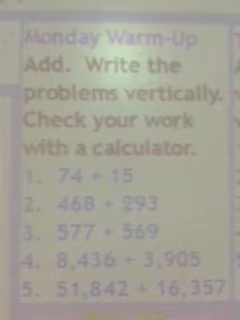 Monday Warm-Up
Add. Write the
problems vertically.
Check your work
with a calculator.
1. 74 + 15
2. 468 + 293
3. 577 + 569
4. 8,436 + 3,905
5. 51,842 + 16,357